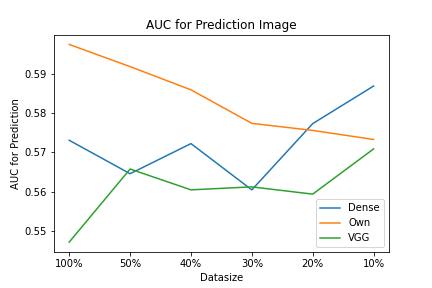 AUC for Prediction Image
AUC for Prediction
0.59
0.58
0.57
0.56
0.55
100%
50%
40%
30%
20%
10%
Datasize
Dense
Own
VGG